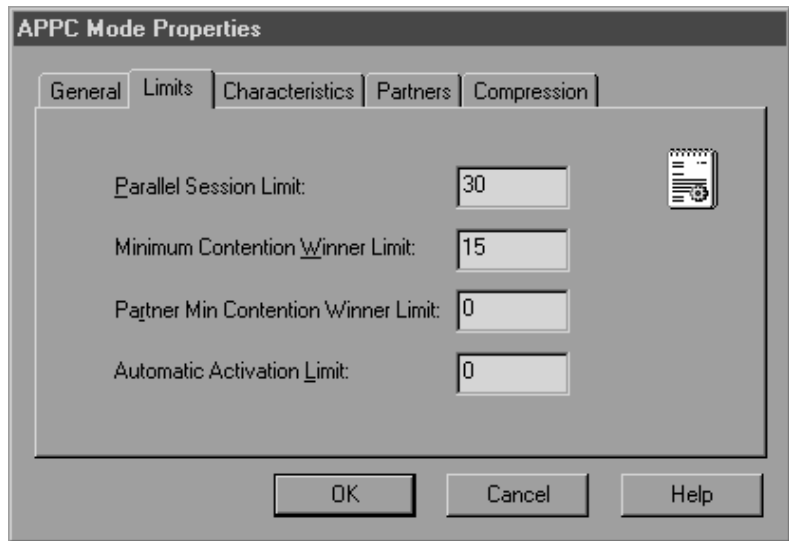 APPC Mode Properties
General Limits Characteristics Partners Compression
Parallel Session Limit: 30
Minimum Contention Winner Limit: 15
Partner Min Contention Winner Limit: 0
Automatic Activation Limit: 0
OK Cancel Help